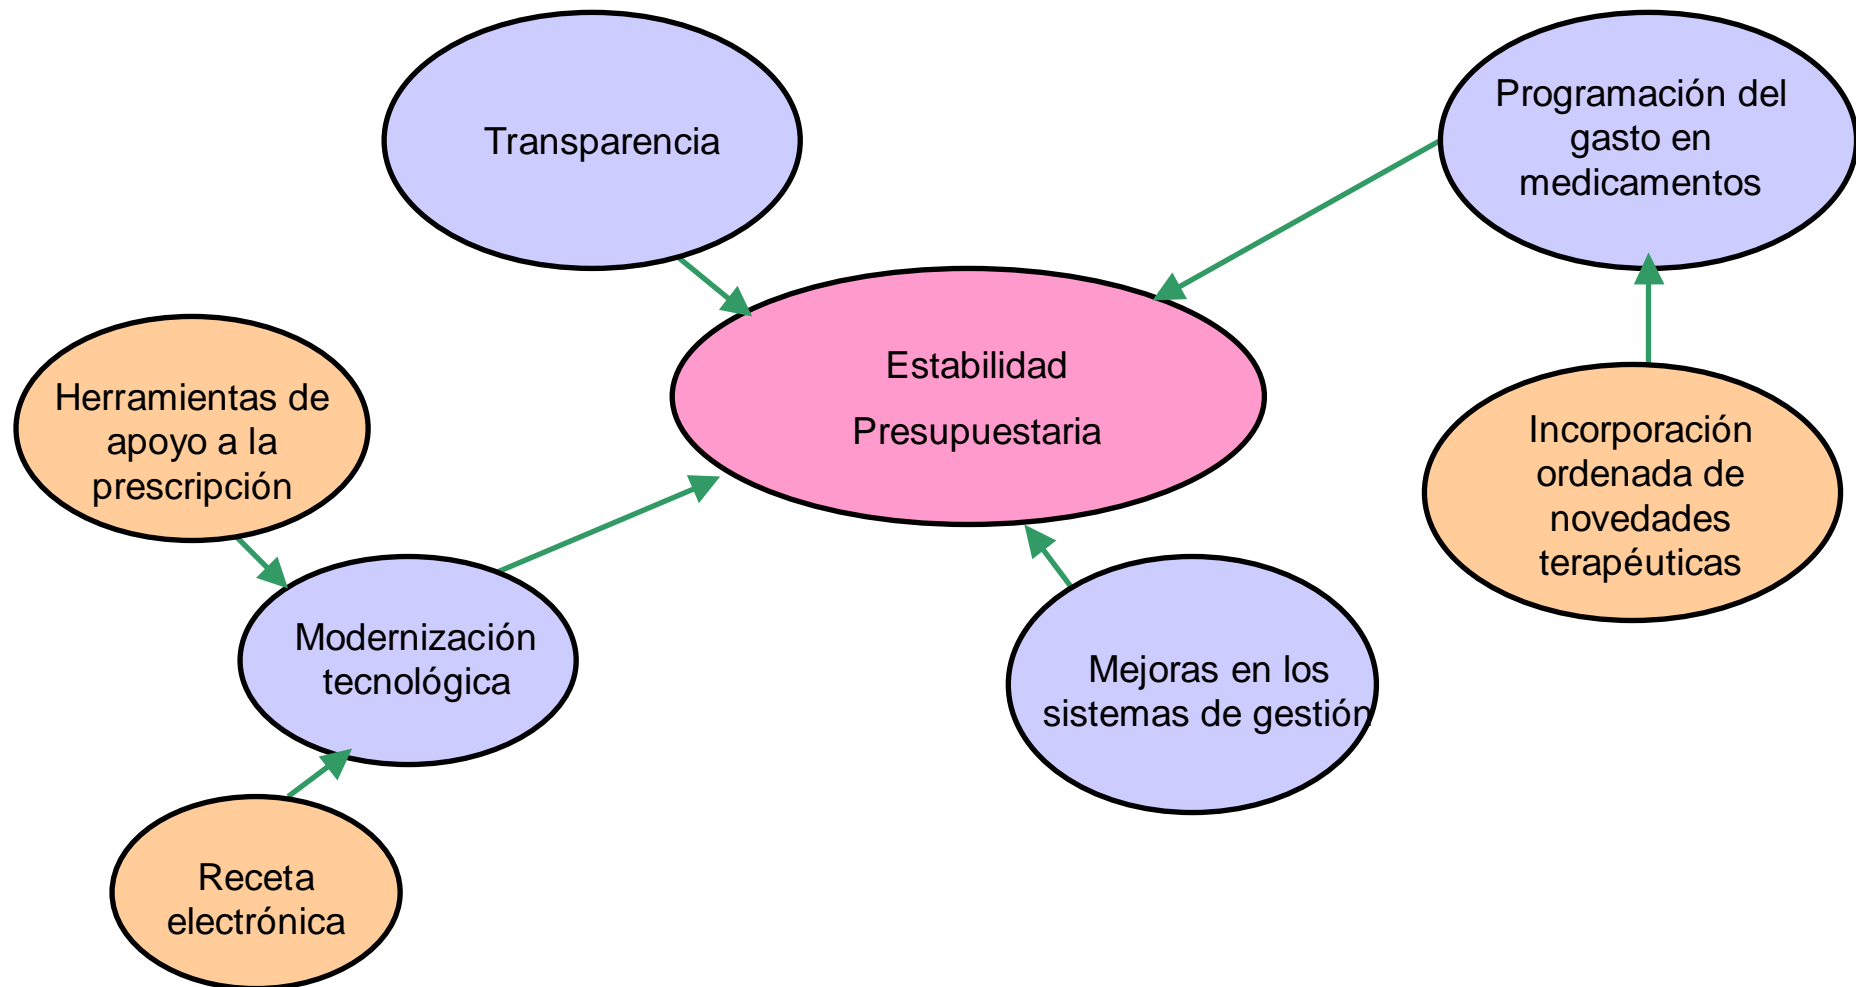 Transparencia
Programación del
gasto en
medicamentos
Estabilidad
Presupuestaria
Herramientas de
apoyo a la
prescripción
Incorporación
ordenada de
novedades
terapéuticas
Modernización
tecnológica
Mejoras en los
sistemas de gestión
Receta
electrónica